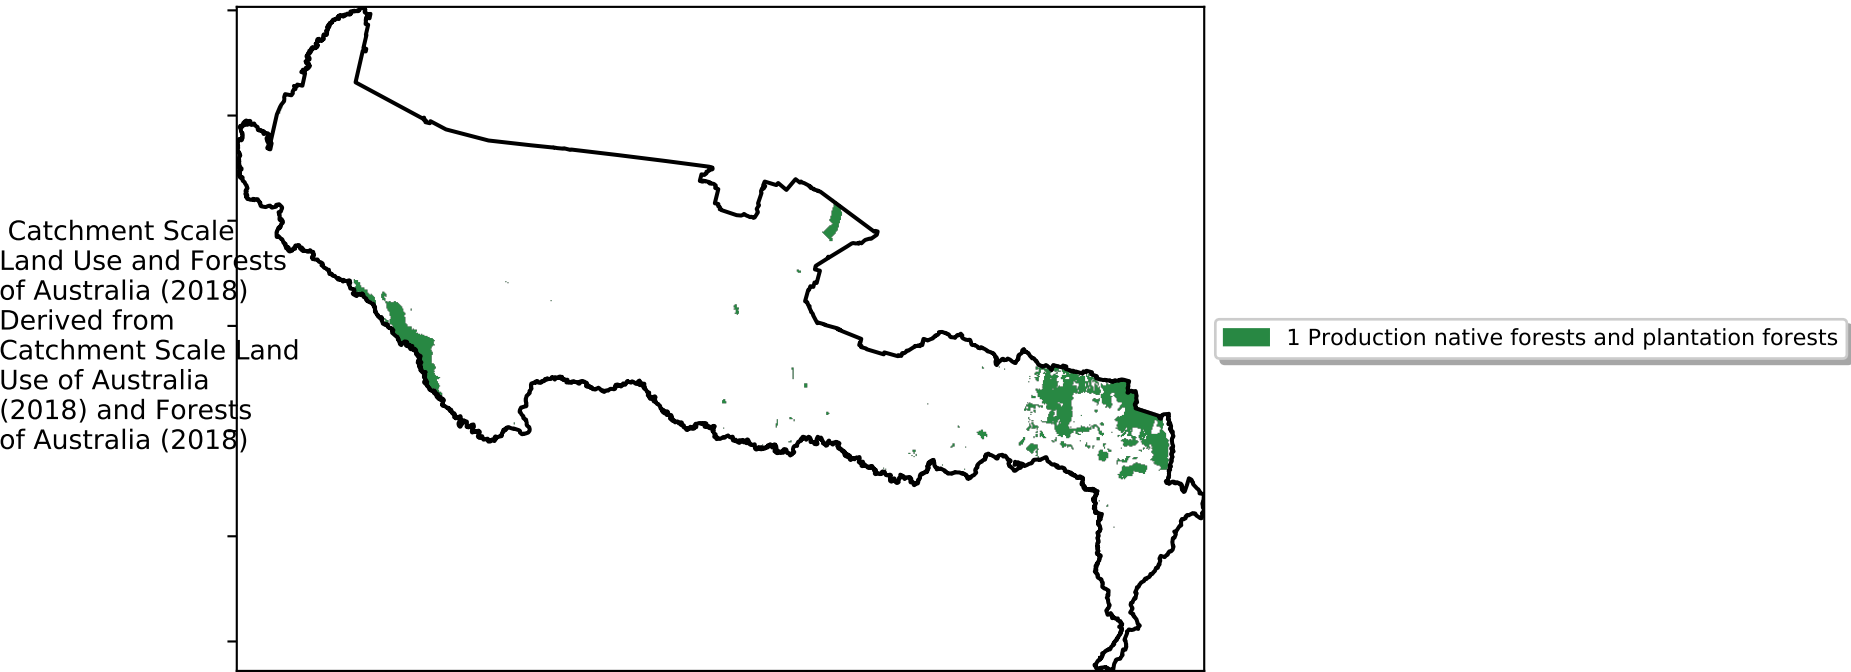 Catchment Scale
Land Use and Forests
of Australia (2018)
Derived from
Catchment Scale Land
Use of Australia
(2018) and Forests
of Australia (2018)
1 Production native forests and plantation forests